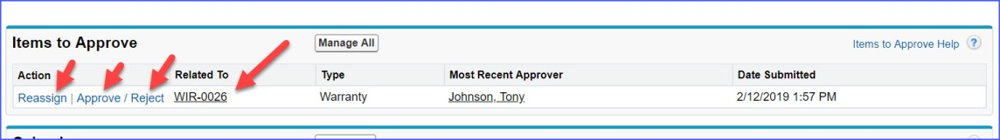 Items to Approve Manage All Items to Approve Help ?
Action Related To Type Most Recent Approver Date Submitted
Reassign | Approve / Reject WIR-0026 Warranty Johnson, Tony 2/12/2019 1:57 PM